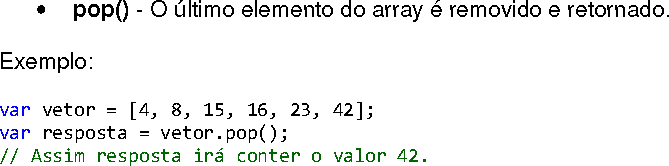 • pop() - O último elemento do array é removido e retornado.
Exemplo:
var vetor = [4, 8, 15, 16, 23, 42];
var resposta = vetor.pop();
// Assim resposta irá conter o valor 42.